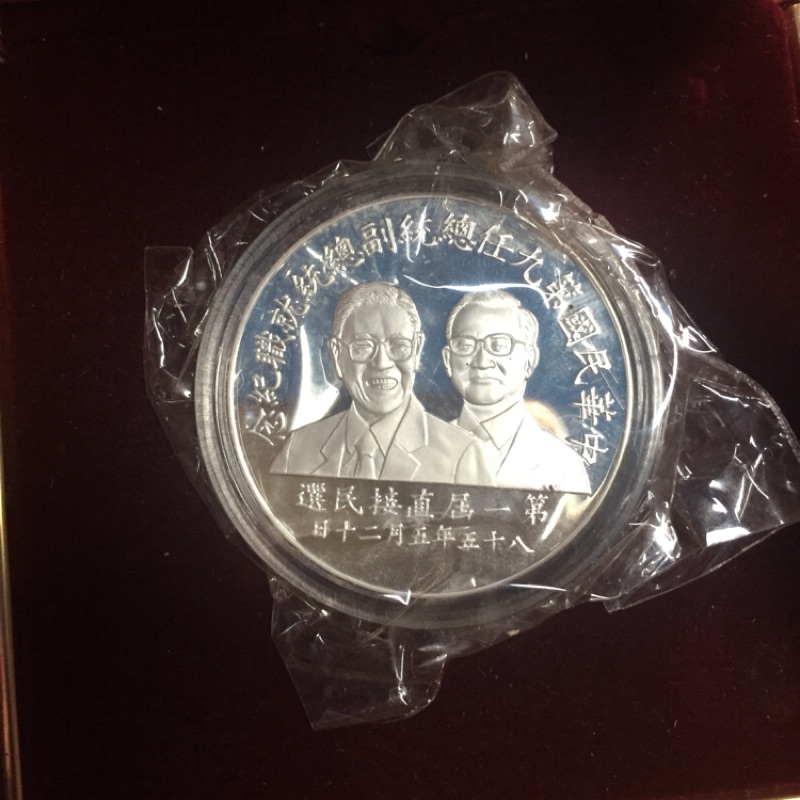 中華民國第九任總統副總統就職紀念
第一屆直接民選
八十五年五月二十日